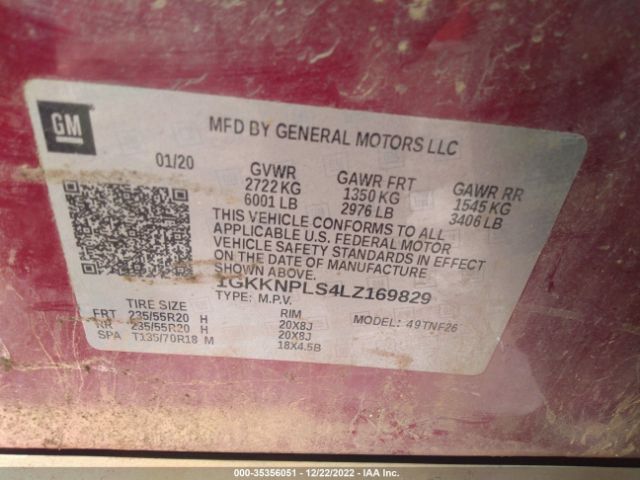 GM
MFD BY GENERAL MOTORS LLC
01/20 GVWR GAWR FRT GAWR RR
2722 KG 1350 KG 1545 KG
6001 LB 2976 LB 3406 LB
THIS VEHICLE CONFORMS TO ALL
APPLICABLE U.S. FEDERAL MOTOR
VEHICLE SAFETY STANDARDS IN EFFECT
ON THE DATE OF MANUFACTURE
SHOWN ABOVE.
1GKKNPLS4LZ169829
TYPE: M.P.V.
TIRE SIZE RIM MODEL: 49TNF26
FRT 235/55R20 H 20X8J
RR 235/55R20 H 20X8J
SPA T135/70R18 M 18X4.5B
000-35356051 - 12/22/2022 - IAA Inc.